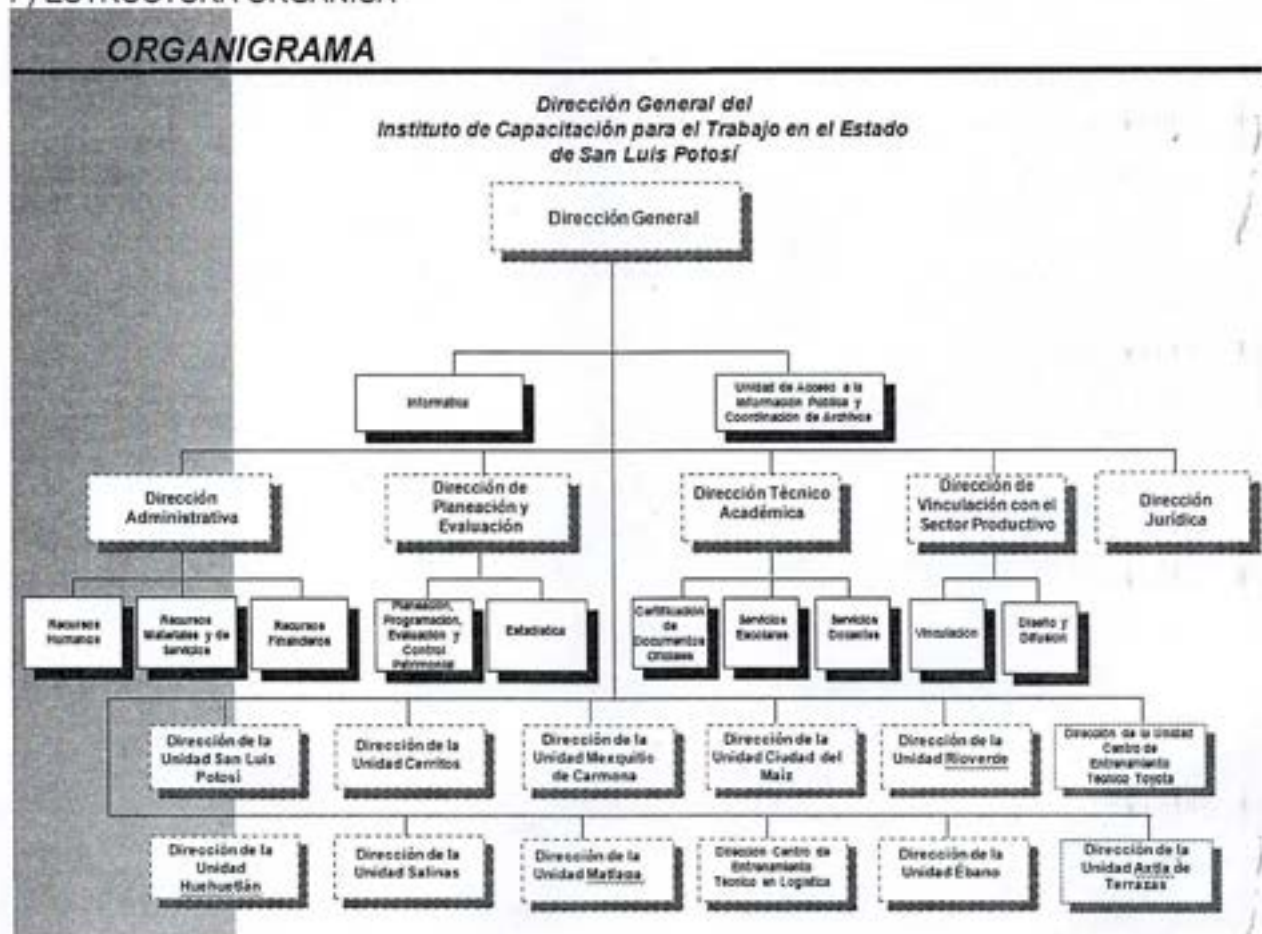 ESTRUCTURA ORGÁNICA
ORGANIGRAMA
Dirección General del
Instituto de Capacitación para el Trabajo en el Estado
de San Luis Potosí
Dirección General
Informática
Unidad de Acceso a la
Información Pública y
Coordinación de Archivos
Dirección
Administrativa
Dirección de
Planeación y
Evaluación
Dirección Técnico
Académica
Dirección de
Vinculación con el
Sector Productivo
Dirección
Jurídica
Recursos
Humanos
Recursos
Materiales y de
Servicios
Recursos
Financieros
Planeación,
Programación,
Evaluación y
Control
Patrimonial
Estadística
Certificación
de
Documentos
Oficiales
Servicios
Escolares
Servicios
Docentes
Vinculación
Diseño y
Difusión
Dirección de la
Unidad San Luis
Potosí
Dirección de la
Unidad Cerritos
Dirección de la
Unidad Mexquitic
de Carmona
Dirección de la
Unidad Ciudad del
Maíz
Dirección de la
Unidad Rioverde
Dirección de la Unidad
Centro de
Entrenamiento
Técnico Toyota
Dirección de la
Unidad
Huehuetlán
Dirección de la
Unidad Salinas
Dirección de la
Unidad Matlapa
Dirección Centro de
Entrenamiento
Técnico en Logística
Dirección de la
Unidad Ébano
Dirección de la
Unidad Axtla de
Terrazas